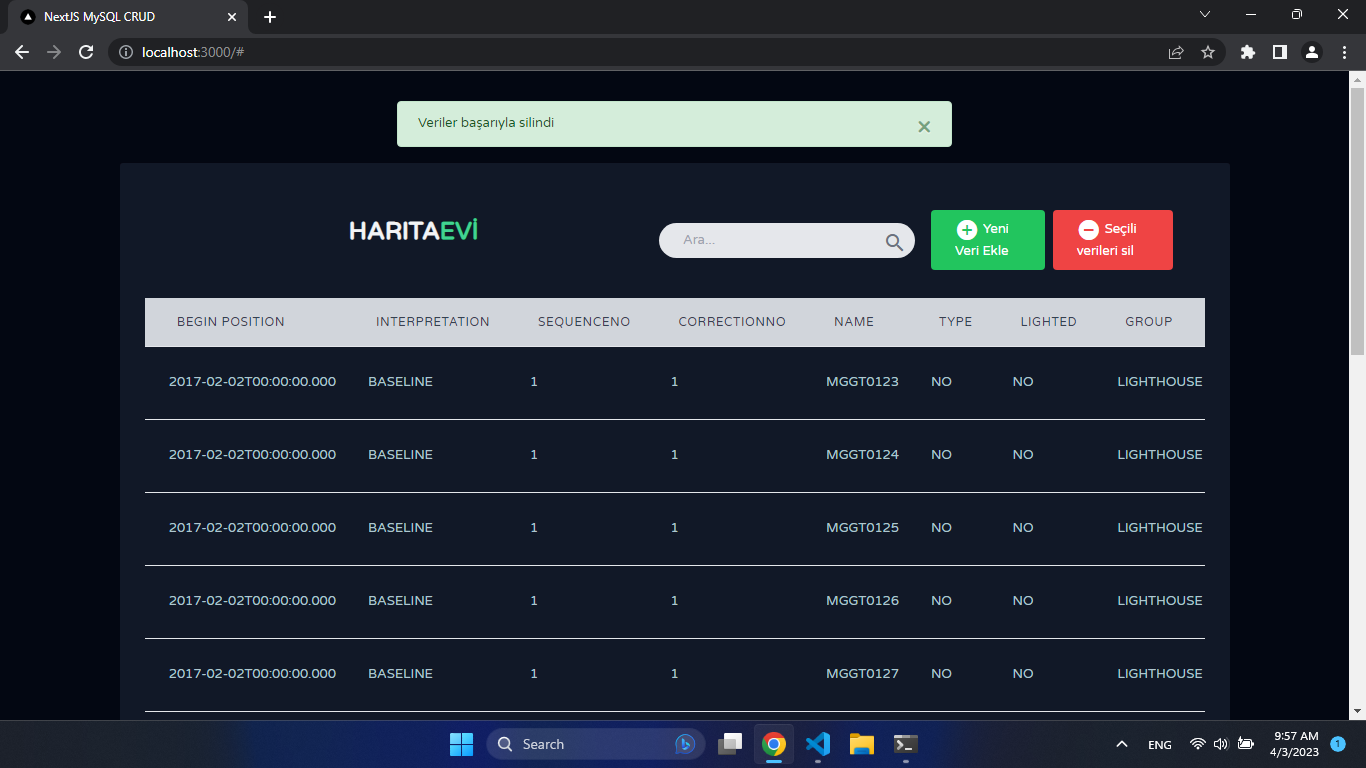 NextJS MySQL CRUD
localhost:3000/#
Veriler başarıyla silindi
HARITAEVİ
Ara...
Yeni
Veri Ekle
Seçili
verileri sil
BEGIN POSITION INTERPRETATION SEQUENCENO CORRECTIONNO NAME TYPE LIGHTED GROUP
2017-02-02T00:00:00.000 BASELINE 1 1 MGGT0123 NO NO LIGHTHOUSE
2017-02-02T00:00:00.000 BASELINE 1 1 MGGT0124 NO NO LIGHTHOUSE
2017-02-02T00:00:00.000 BASELINE 1 1 MGGT0125 NO NO LIGHTHOUSE
2017-02-02T00:00:00.000 BASELINE 1 1 MGGT0126 NO NO LIGHTHOUSE
2017-02-02T00:00:00.000 BASELINE 1 1 MGGT0127 NO NO LIGHTHOUSE
Search
ENG
9:57 AM
4/3/2023
1